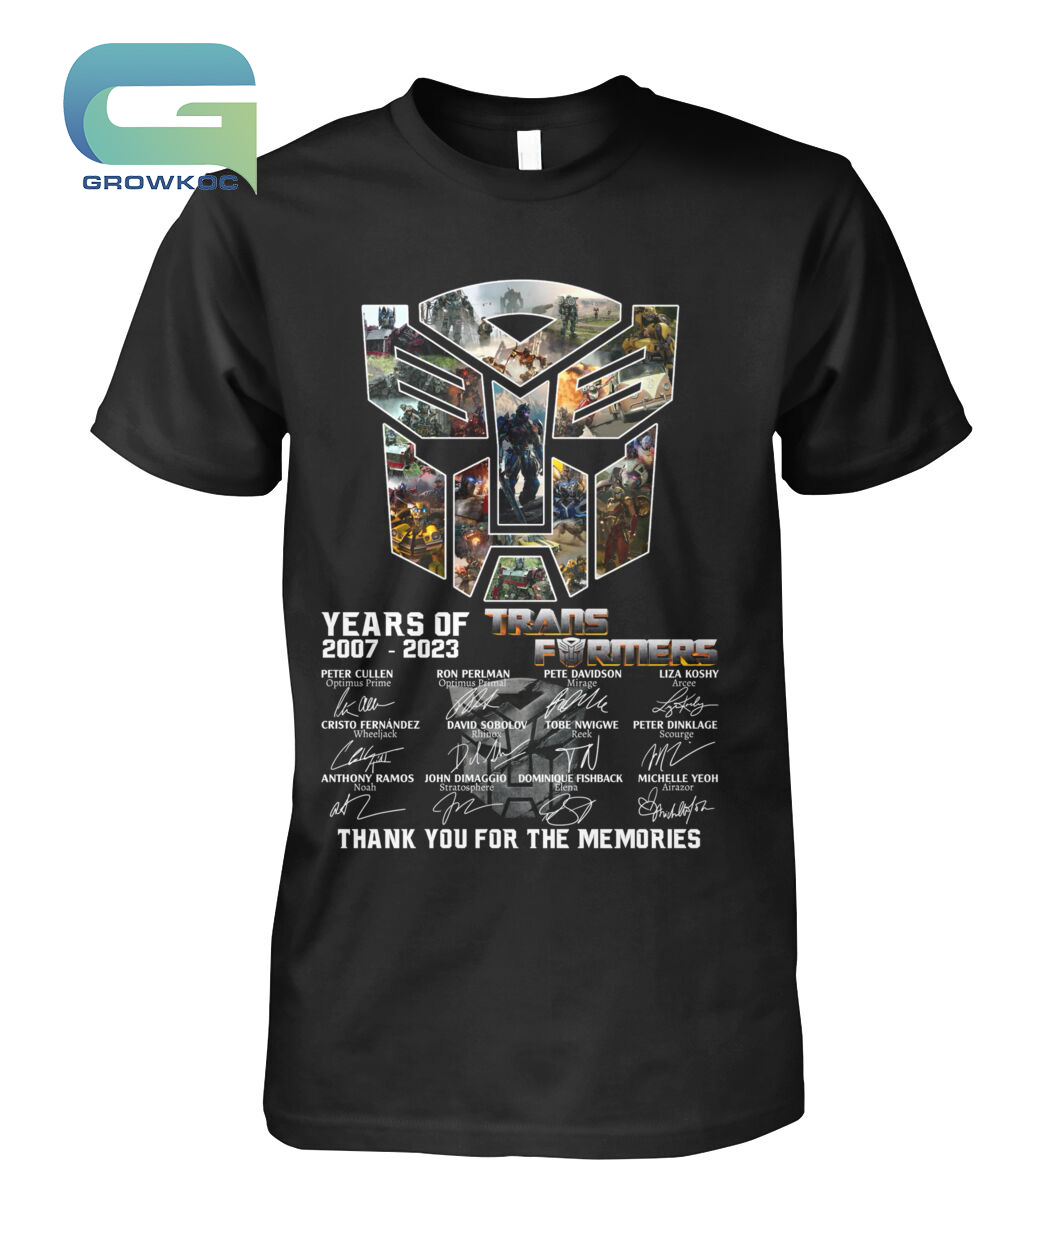 GROWKOC
YEARS OF TRANS
2007 - 2023 FORMERS
PETER CULLEN RON PERLMAN PETE DAVIDSON LIZA KOSHY
Optimus Prime Optimus Primal Mirage Arcee
CRISTO FERNÁNDEZ DAVID SOBOLOV TOBE NWIGWE PETER DINKLAGE
Wheeljack Rhinox Reek Scourge
ANTHONY RAMOS JOHN DIMAGGIO DOMINIQUE FISHBACK MICHELLE YEOH
Noah Stratosphere Elena Airazor
THANK YOU FOR THE MEMORIES